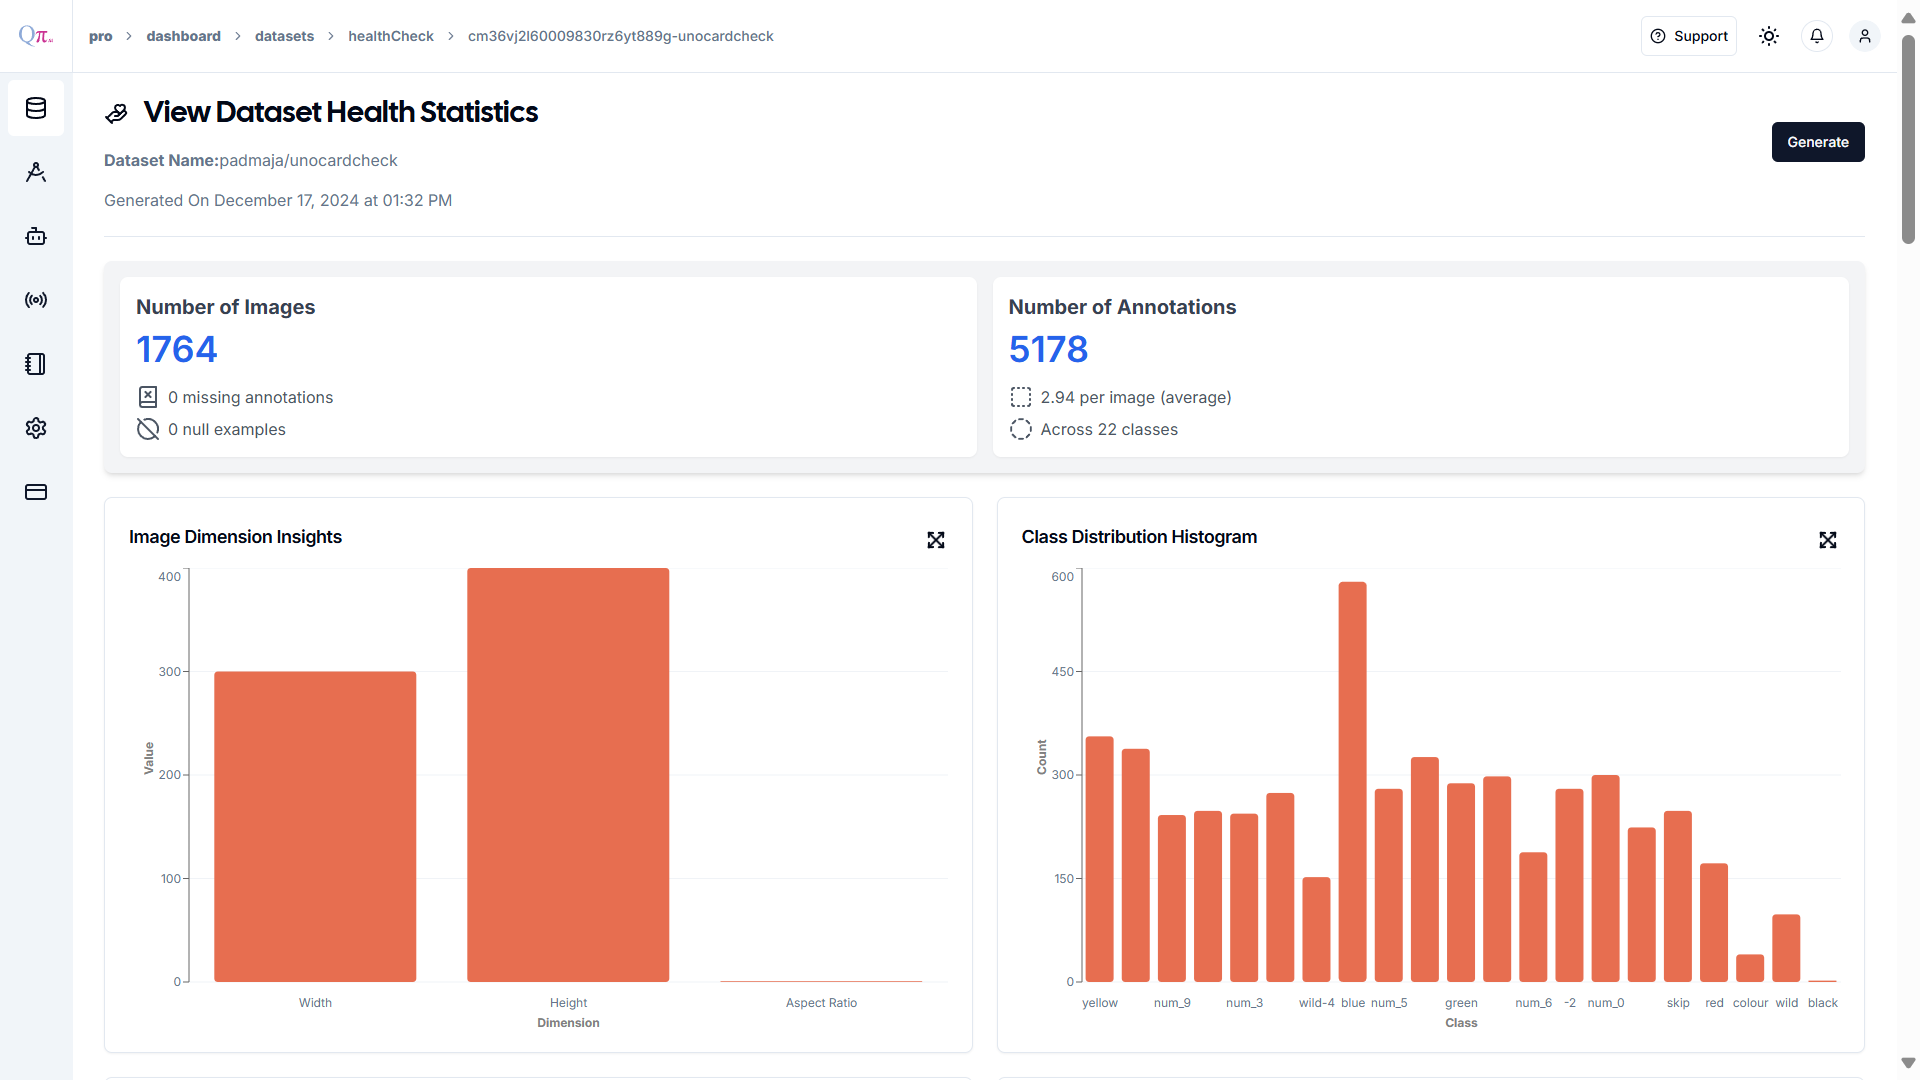 Qπ
pro > dashboard > datasets > healthCheck > cm36vj2l60009830rz6yt889g-unocardcheck
Support
View Dataset Health Statistics
Dataset Name:padmaja/unocardcheck
Generated On December 17, 2024 at 01:32 PM
Generate
Number of Images
1764
0 missing annotations
0 null examples
Number of Annotations
5178
2.94 per image (average)
Across 22 classes
Image Dimension Insights
400
300
200
100
0
Value
Width Height Aspect Ratio
Dimension
Class Distribution Histogram
600
450
300
150
0
Count
yellow num_9 num_3 wild-4 blue num_5 green num_6 -2 num_0 skip red colour wild black
Class